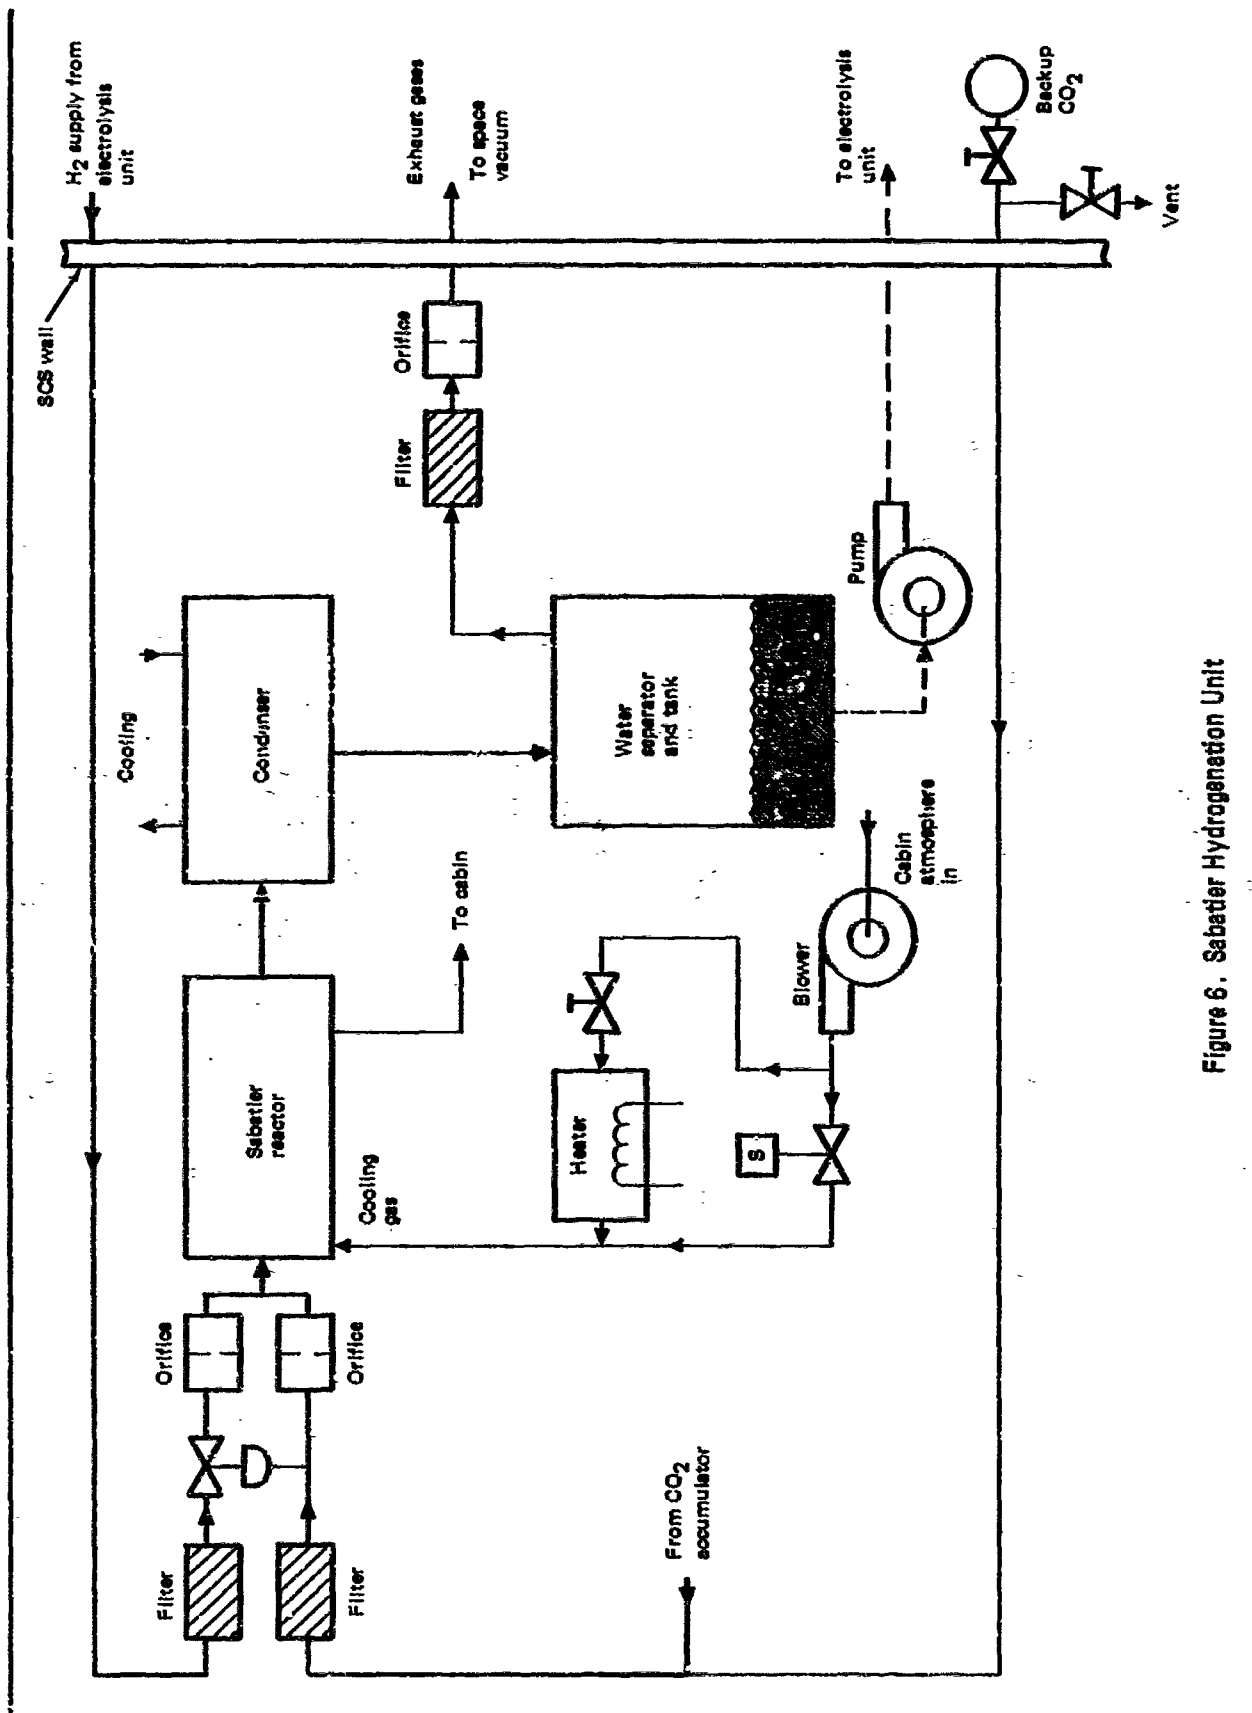 H2 supply from
electrolysis
unit
SCS wall
Exhaust gases
To space
vacuum
To electrolysis
unit
Backup
CO2
Vent
Orifice
Filter
Cooling
Condenser
Pump
Water
separator
and tank
Sabatier
reactor
To cabin
Cooling
gas
Heater
S
Blower
Cabin
atmosphere
in
Orifice
Orifice
Filter
Filter
From CO2
accumulator
Figure 6. Sabatier Hydrogenation Unit